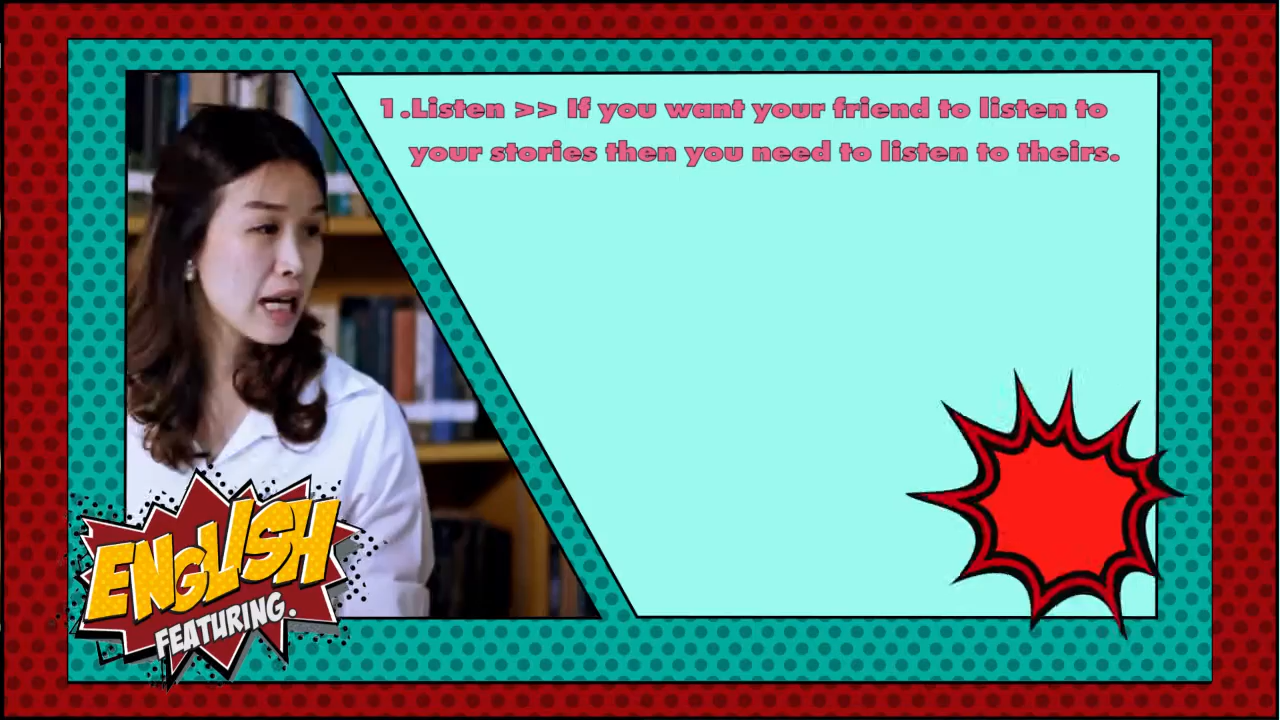 1.Listen >> If you want your friend to listen to
your stories then you need to listen to theirs.
ENGLISH
FEATURING.